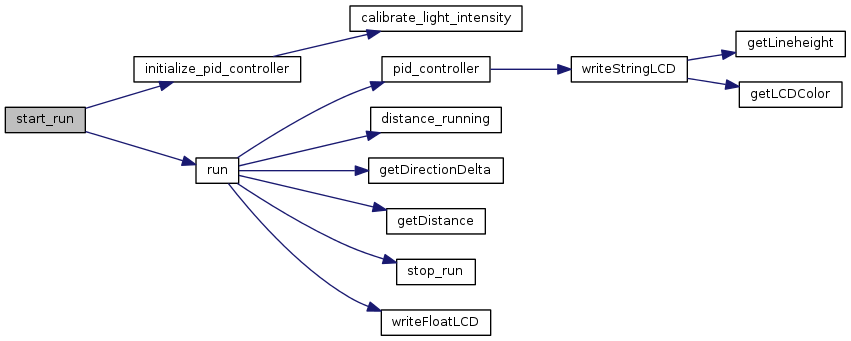 calibrate_light_intensity
getLineheight
initialize_pid_controller
pid_controller
writeStringLCD
getLCDColor
start_run
distance_running
run
getDirectionDelta
getDistance
stop_run
writeFloatLCD